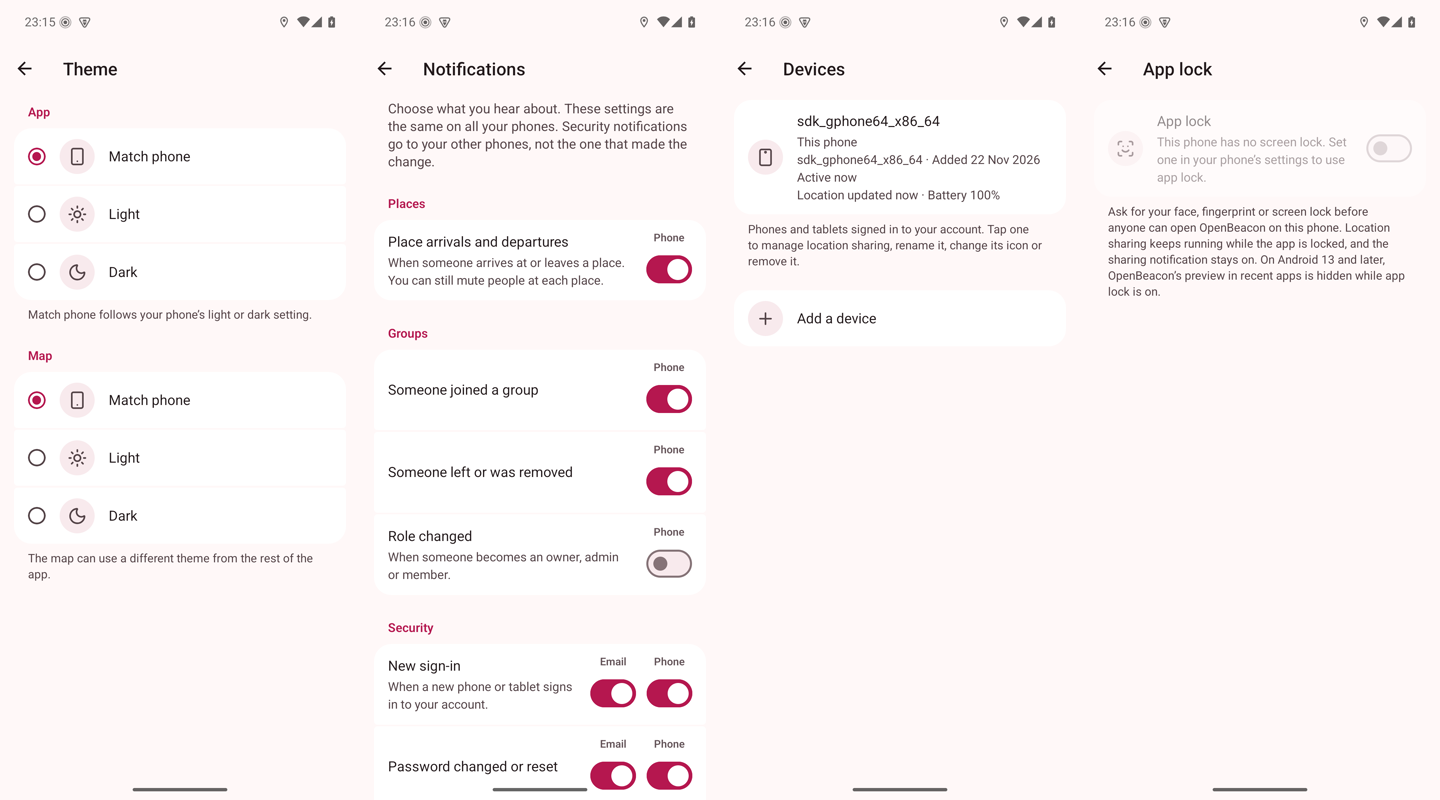 23:15
Theme
App
Match phone
Light
Dark
Match phone follows your phone's light or dark setting.
Map
Match phone
Light
Dark
The map can use a different theme from the rest of the
app.
23:16
Notifications
Choose what you hear about. These settings are
the same on all your phones. Security notifications
go to your other phones, not the one that made the
change.
Places
Place arrivals and departures
When someone arrives at or leaves a place.
You can still mute people at each place.
Phone
Groups
Phone
Someone joined a group
Phone
Someone left or was removed
Phone
Role changed
When someone becomes an owner, admin
or member.
Security
Email Phone
New sign-in
When a new phone or tablet signs
in to your account.
Email Phone
Password changed or reset
23:16
Devices
sdk_gphone64_x86_64
This phone
sdk_gphone64_x86_64 · Added 22 Nov 2026
Active now
Location updated now · Battery 100%
Phones and tablets signed in to your account. Tap one
to manage location sharing, rename it, change its icon or
remove it.
Add a device
23:16
App lock
App lock
This phone has no screen lock. Set
one in your phone's settings to use
app lock.
Ask for your face, fingerprint or screen lock before
anyone can open OpenBeacon on this phone. Location
sharing keeps running while the app is locked, and the
sharing notification stays on. On Android 13 and later,
OpenBeacon's preview in recent apps is hidden while app
lock is on.